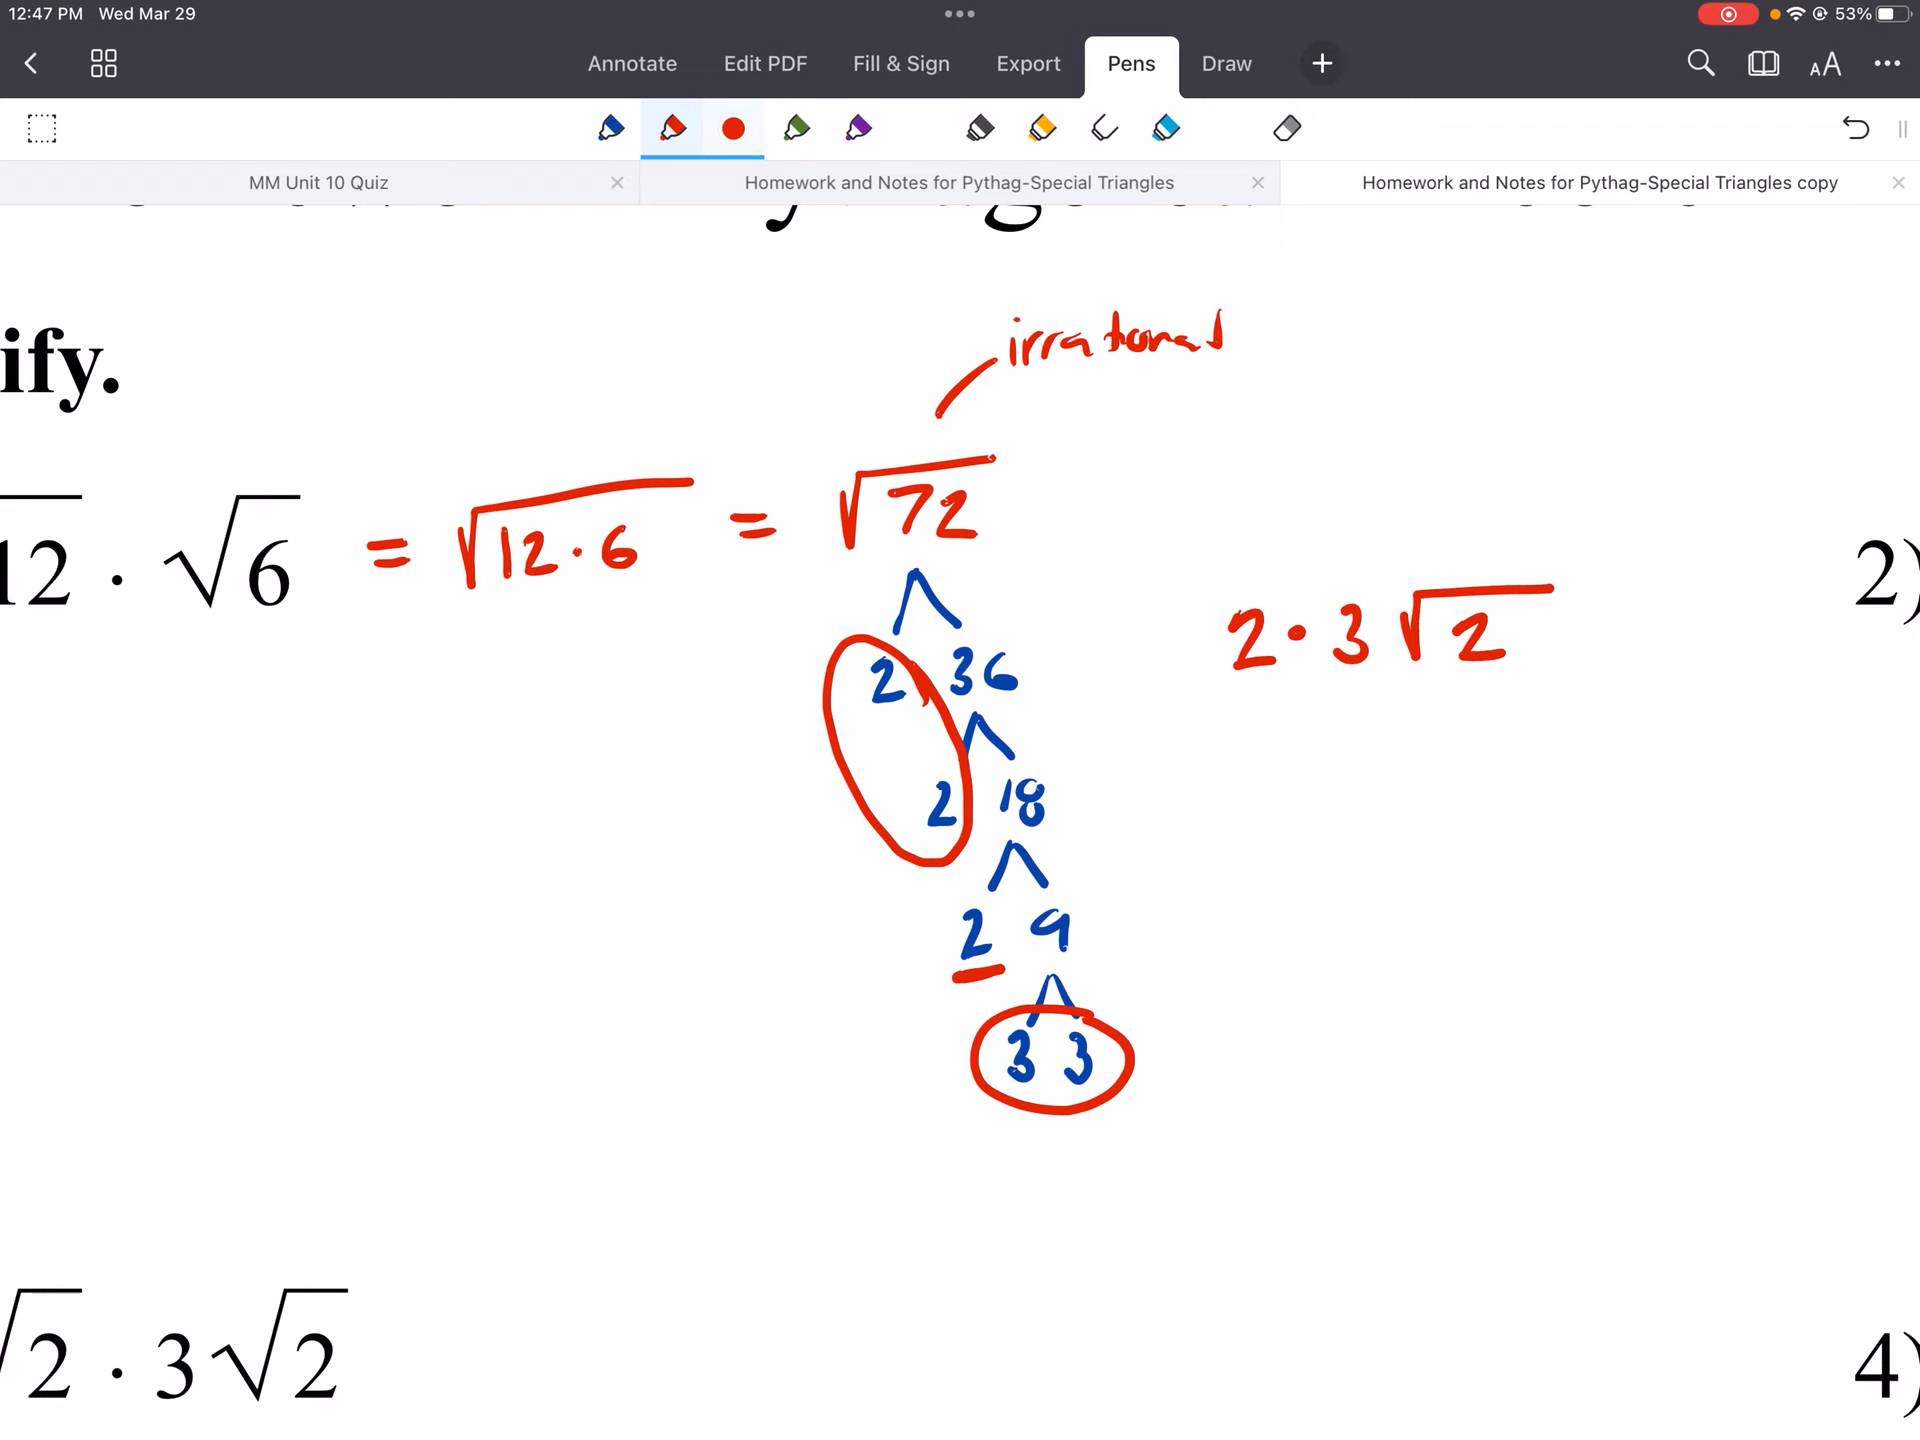 12:47 PM Wed Mar 29
53%
Annotate Edit PDF Fill & Sign Export Pens Draw +
AA
MM Unit 10 Quiz
Homework and Notes for Pythag-Special Triangles
Homework and Notes for Pythag-Special Triangles copy
irrational
ify.
12 · √6 = √12·6 = √72
2 · 3 √2
2)
2 36
2 18
2 9
3 3
√2 · 3√2
4)